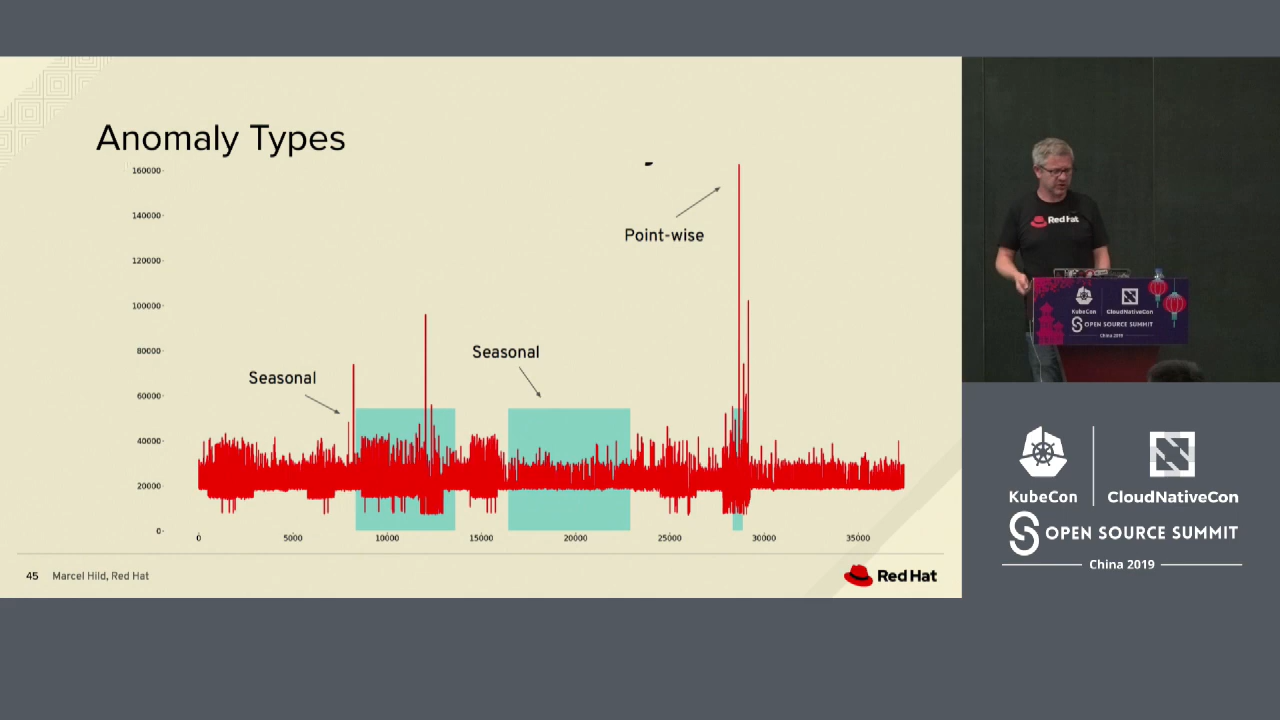 Anomaly Types
160000
140000
120000
100000
80000
60000
40000
20000
0
Seasonal
Seasonal
Point-wise
0
5000
10000
15000
20000
25000
30000
35000
45 Marcel Hild, Red Hat
Red Hat
Red Hat
KubeCon
CloudNativeCon
OPEN SOURCE SUMMIT
China 2019
KubeCon
CloudNativeCon
OPEN SOURCE SUMMIT
China 2019